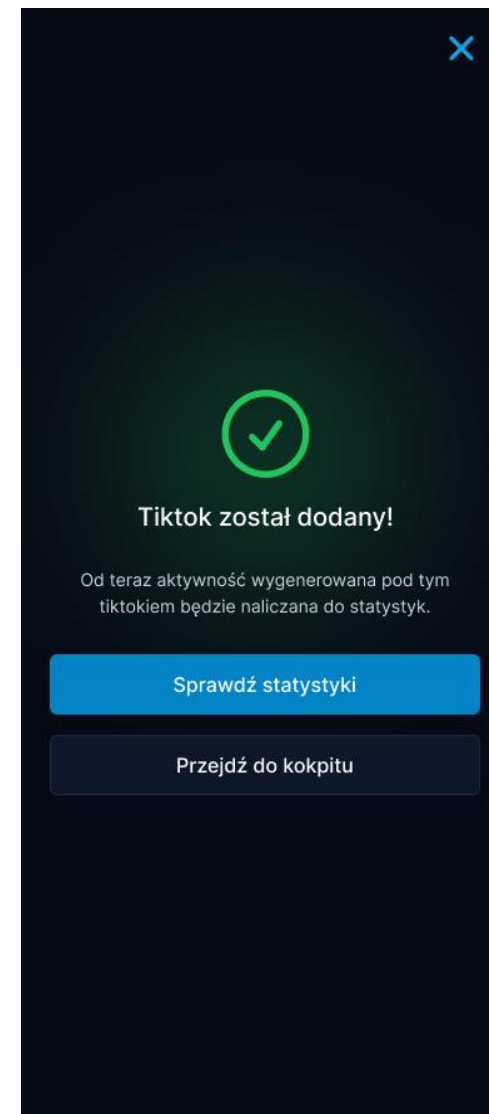 Tiktok został dodany!
Od teraz aktywność wygenerowana pod tym
tiktokiem będzie naliczana do statystyk.
Sprawdź statystyki
Przejdź do kokpitu